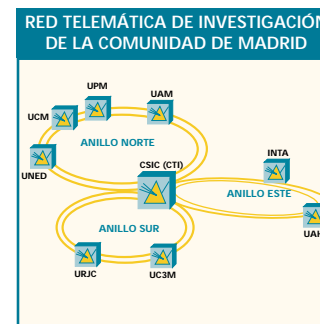 RED TELEMÁTICA DE INVESTIGACIÓN
DE LA COMUNIDAD DE MADRID
UPM
UAM
UCM
ANILLO NORTE
UNED
CSIC (CTI)
INTA
ANILLO ESTE
UAH
ANILLO SUR
URJC
UC3M